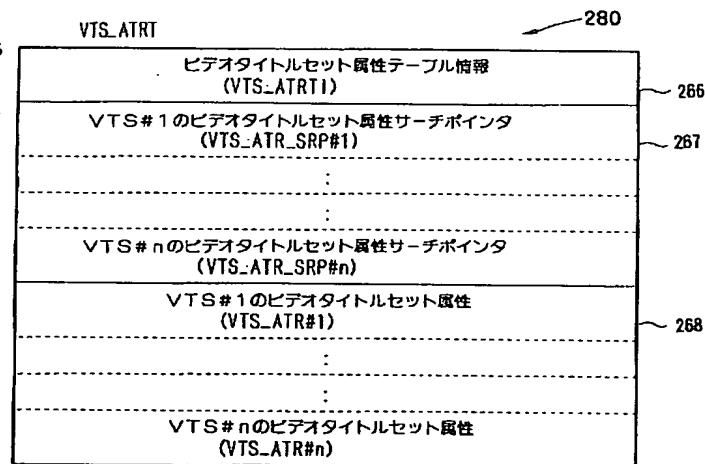 VTS_ATRT
280
ビデオタイトルセット属性テーブル情報
(VTS_ATRTI)
266
VTS#1のビデオタイトルセット属性サーチポインタ
(VTS_ATR_SRP#1)
267
:
:
VTS#nのビデオタイトルセット属性サーチポインタ
(VTS_ATR_SRP#n)
VTS#1のビデオタイトルセット属性
(VTS_ATR#1)
268
:
:
VTS#nのビデオタイトルセット属性
(VTS_ATR#n)